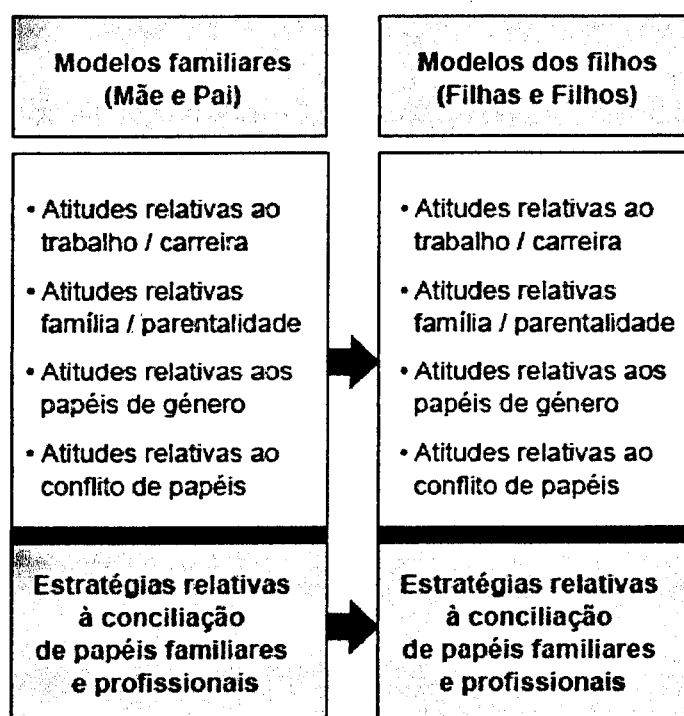 Modelos familiares
(Mãe e Pai)
Modelos dos filhos
(Filhas e Filhos)
• Atitudes relativas ao
trabalho / carreira
• Atitudes relativas
família / parentalidade
• Atitudes relativas aos
papéis de género
• Atitudes relativas ao
conflito de papéis
• Atitudes relativas ao
trabalho / carreira
• Atitudes relativas
família / parentalidade
• Atitudes relativas aos
papéis de género
• Atitudes relativas ao
conflito de papéis
Estratégias relativas
à conciliação
de papéis familiares
e profissionais
Estratégias relativas
à conciliação
de papéis familiares
e profissionais